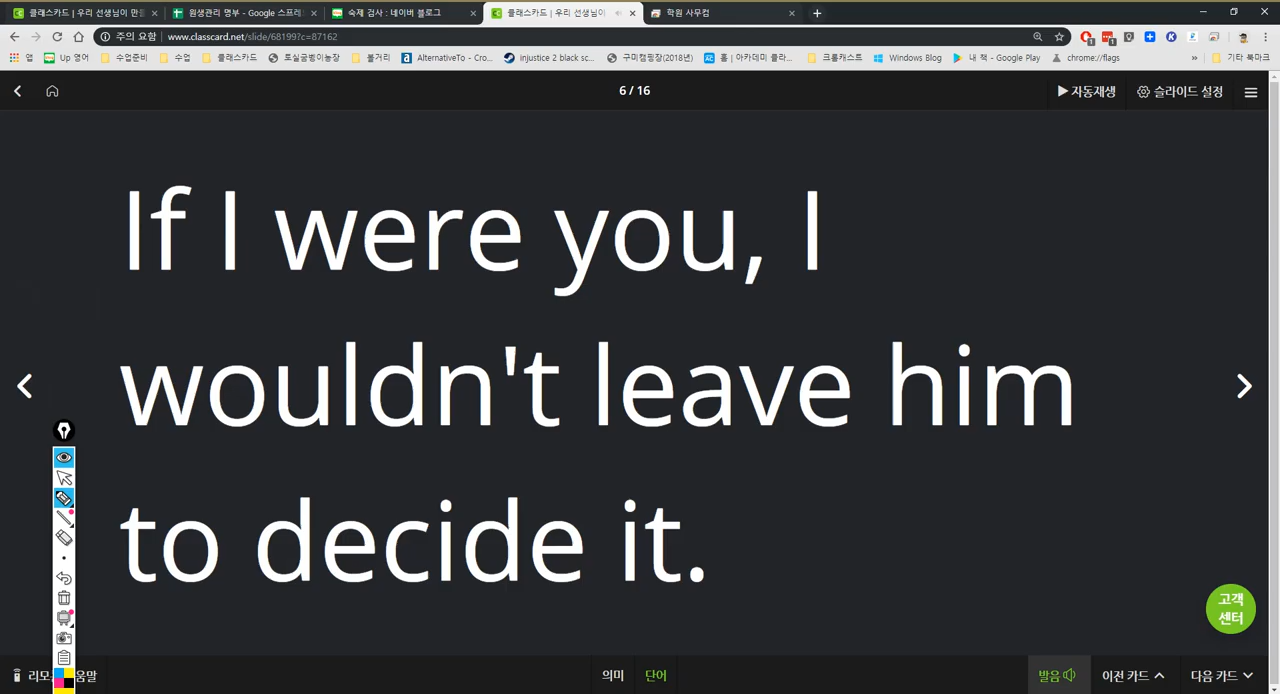 클래스카드 | 우리 선생님이 만든
원생관리 명부 - Google 스프레
숙제 검사 : 네이버 블로그
클래스카드 | 우리 선생님이
학원 사무컴
주의 요함 | www.classcard.net/slide/68199?c=87162
앱 Up 영어 수업준비 수업 클래스카드 토실굼벵이농장 볼거리 AlternativeTo - Cro... Injustice 2 black sc... 구미캠핑장(2018년) 홈 | 아카데미 플라... 크롬캐스트 Windows Blog 내 책 - Google Play chrome://flags » 기타 북마크
6 / 16
자동재생 슬라이드 설정
If I were you, I
wouldn't leave him
to decide it.
고객
센터
리모 움말 의미 단어 발음 이전 카드 다음 카드